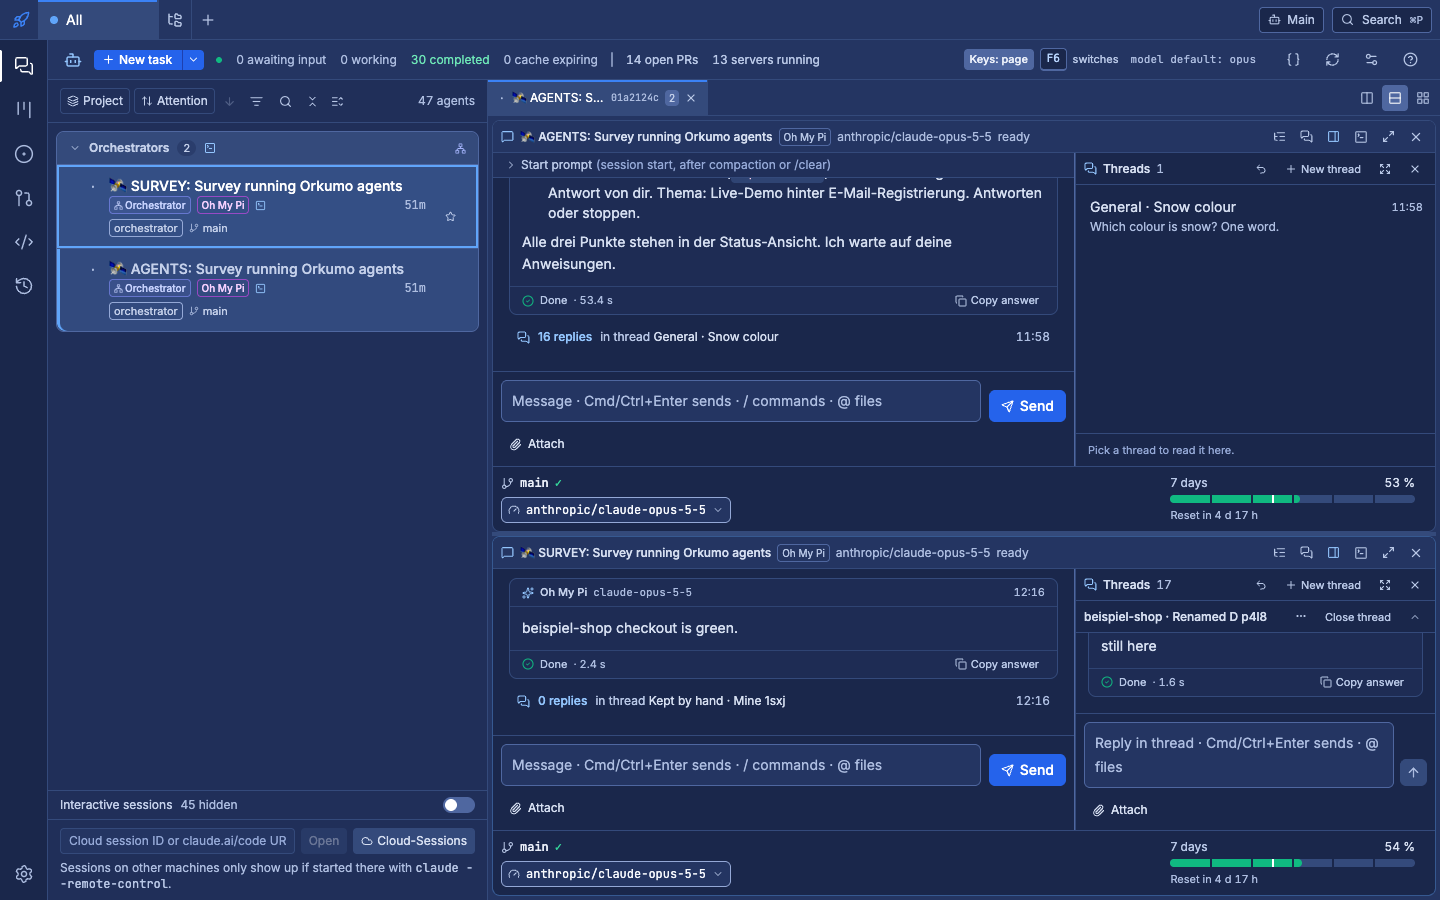 All
Main
Search ⌘P
New task
0 awaiting input
0 working
30 completed
0 cache expiring
14 open PRs
13 servers running
Keys: page
F6
switches
model default: opus
Project
Attention
47 agents
Orchestrators 2
SURVEY: Survey running Orkumo agents
Orchestrator
Oh My Pi
51m
orchestrator
main
AGENTS: Survey running Orkumo agents
Orchestrator
Oh My Pi
51m
orchestrator
main
Interactive sessions 45 hidden
Cloud session ID or claude.ai/code UR
Open
Cloud-Sessions
Sessions on other machines only show up if started there with claude -
-remote-control.
AGENTS: S... 01a2124c 2
AGENTS: Survey running Orkumo agents Oh My Pi anthropic/claude-opus-5-5 ready
Start prompt (session start, after compaction or /clear)
Antwort von dir. Thema: Live-Demo hinter E-Mail-Registrierung. Antworten
oder stoppen.
Alle drei Punkte stehen in der Status-Ansicht. Ich warte auf deine
Anweisungen.
Done · 53.4 s
Copy answer
16 replies in thread General · Snow colour 11:58
Message · Cmd/Ctrl+Enter sends · / commands · @ files
Send
Attach
Threads 1
New thread
General · Snow colour 11:58
Which colour is snow? One word.
Pick a thread to read it here.
main ✓
anthropic/claude-opus-5-5
7 days 53 %
Reset in 4 d 17 h
SURVEY: Survey running Orkumo agents Oh My Pi anthropic/claude-opus-5-5 ready
Oh My Pi claude-opus-5-5 12:16
beispiel-shop checkout is green.
Done · 2.4 s
Copy answer
0 replies in thread Kept by hand · Mine 1sxj 12:16
Message · Cmd/Ctrl+Enter sends · / commands · @ files
Send
Attach
Threads 17
New thread
beispiel-shop · Renamed D p4l8
Close thread
still here
Done · 1.6 s
Copy answer
Reply in thread · Cmd/Ctrl+Enter sends · @
files
Attach
main ✓
anthropic/claude-opus-5-5
7 days 54 %
Reset in 4 d 17 h